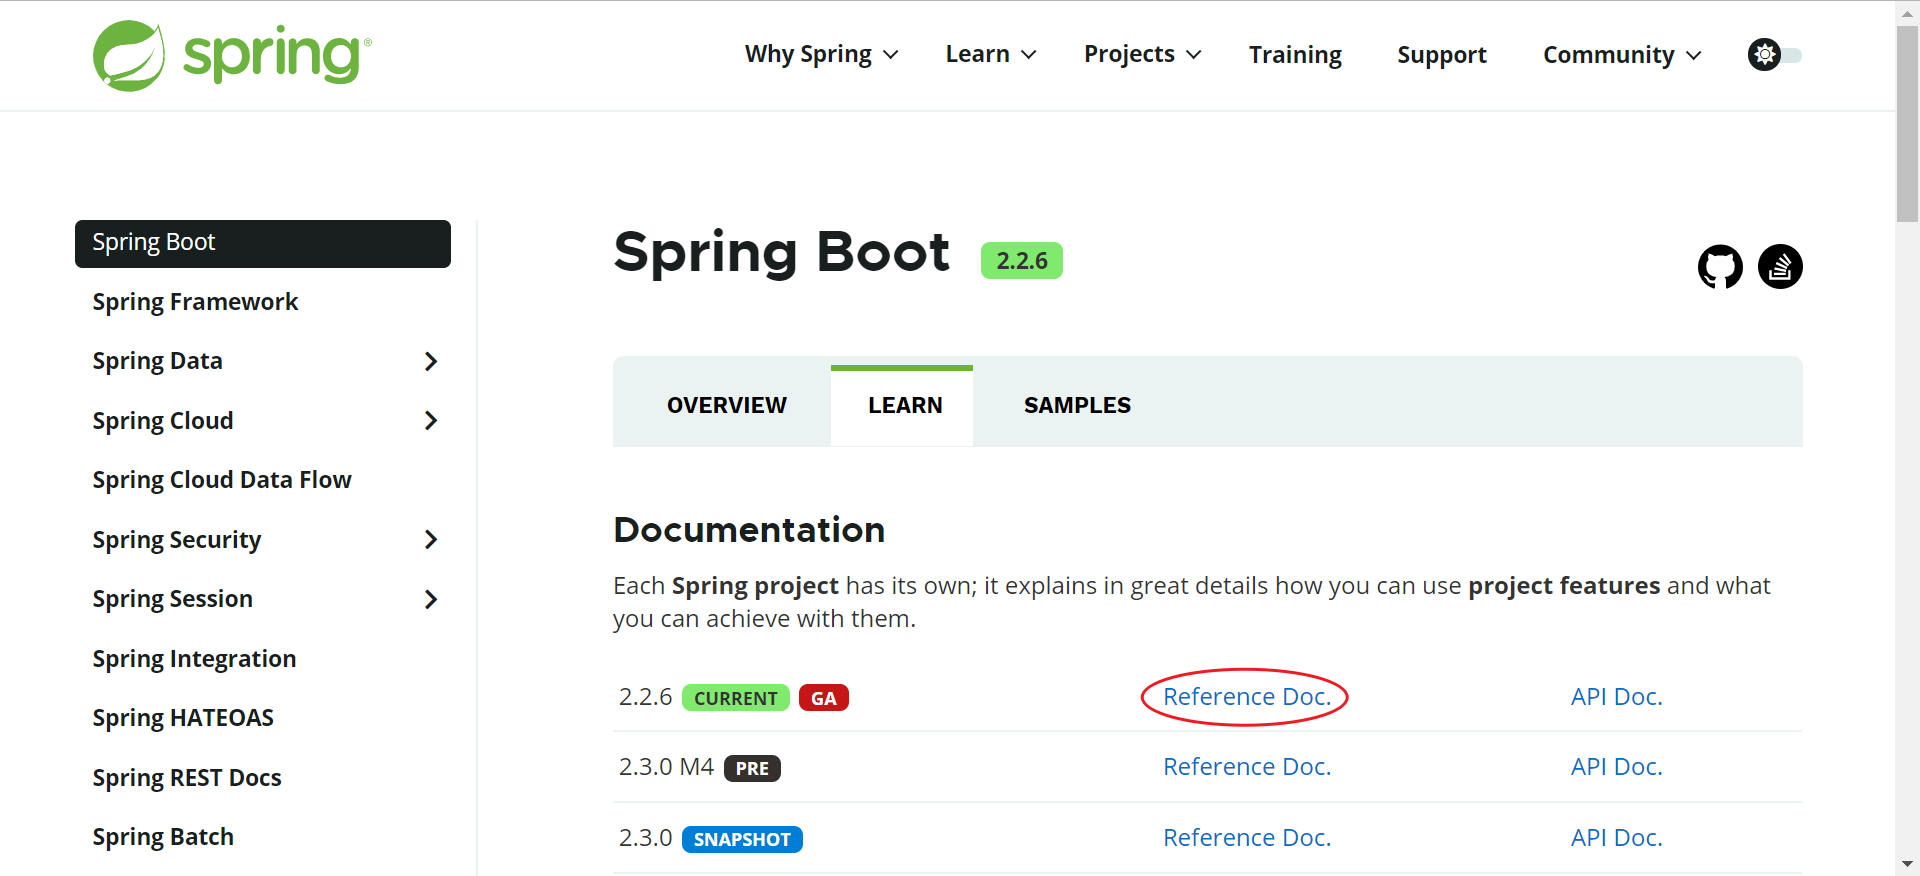 spring®
Why Spring
Learn
Projects
Training
Support
Community
Spring Boot
Spring Framework
Spring Data
Spring Cloud
Spring Cloud Data Flow
Spring Security
Spring Session
Spring Integration
Spring HATEOAS
Spring REST Docs
Spring Batch
Spring Boot 2.2.6
OVERVIEW LEARN SAMPLES
Documentation
Each Spring project has its own; it explains in great details how you can use project features and what
you can achieve with them.
2.2.6 CURRENT GA Reference Doc. API Doc.
2.3.0 M4 PRE Reference Doc. API Doc.
2.3.0 SNAPSHOT Reference Doc. API Doc.